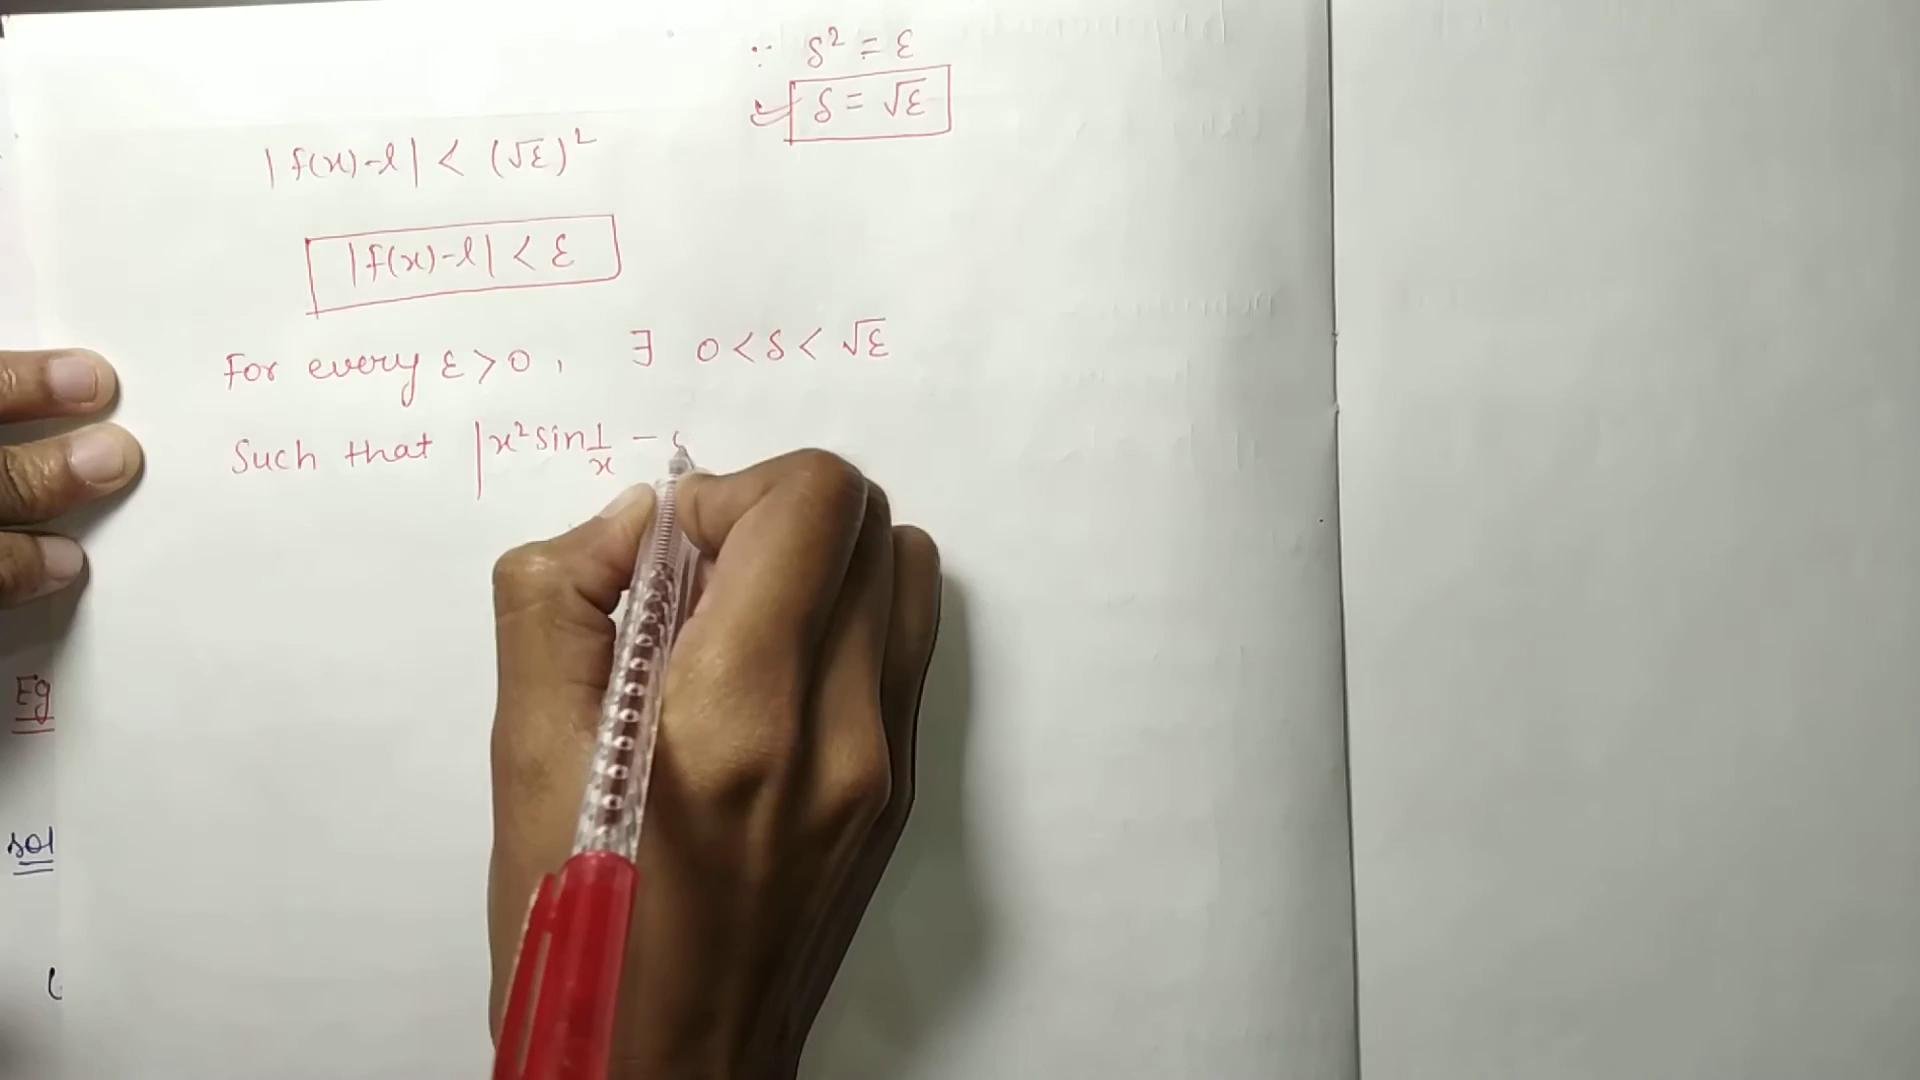 ∵ δ² = ε
δ = √ε
|f(x)-l| < (√ε)²
|f(x)-l| < ε
For every ε > 0, ∃ 0 < δ < √ε
Such that |x² sin 1/x -
Eg
sol